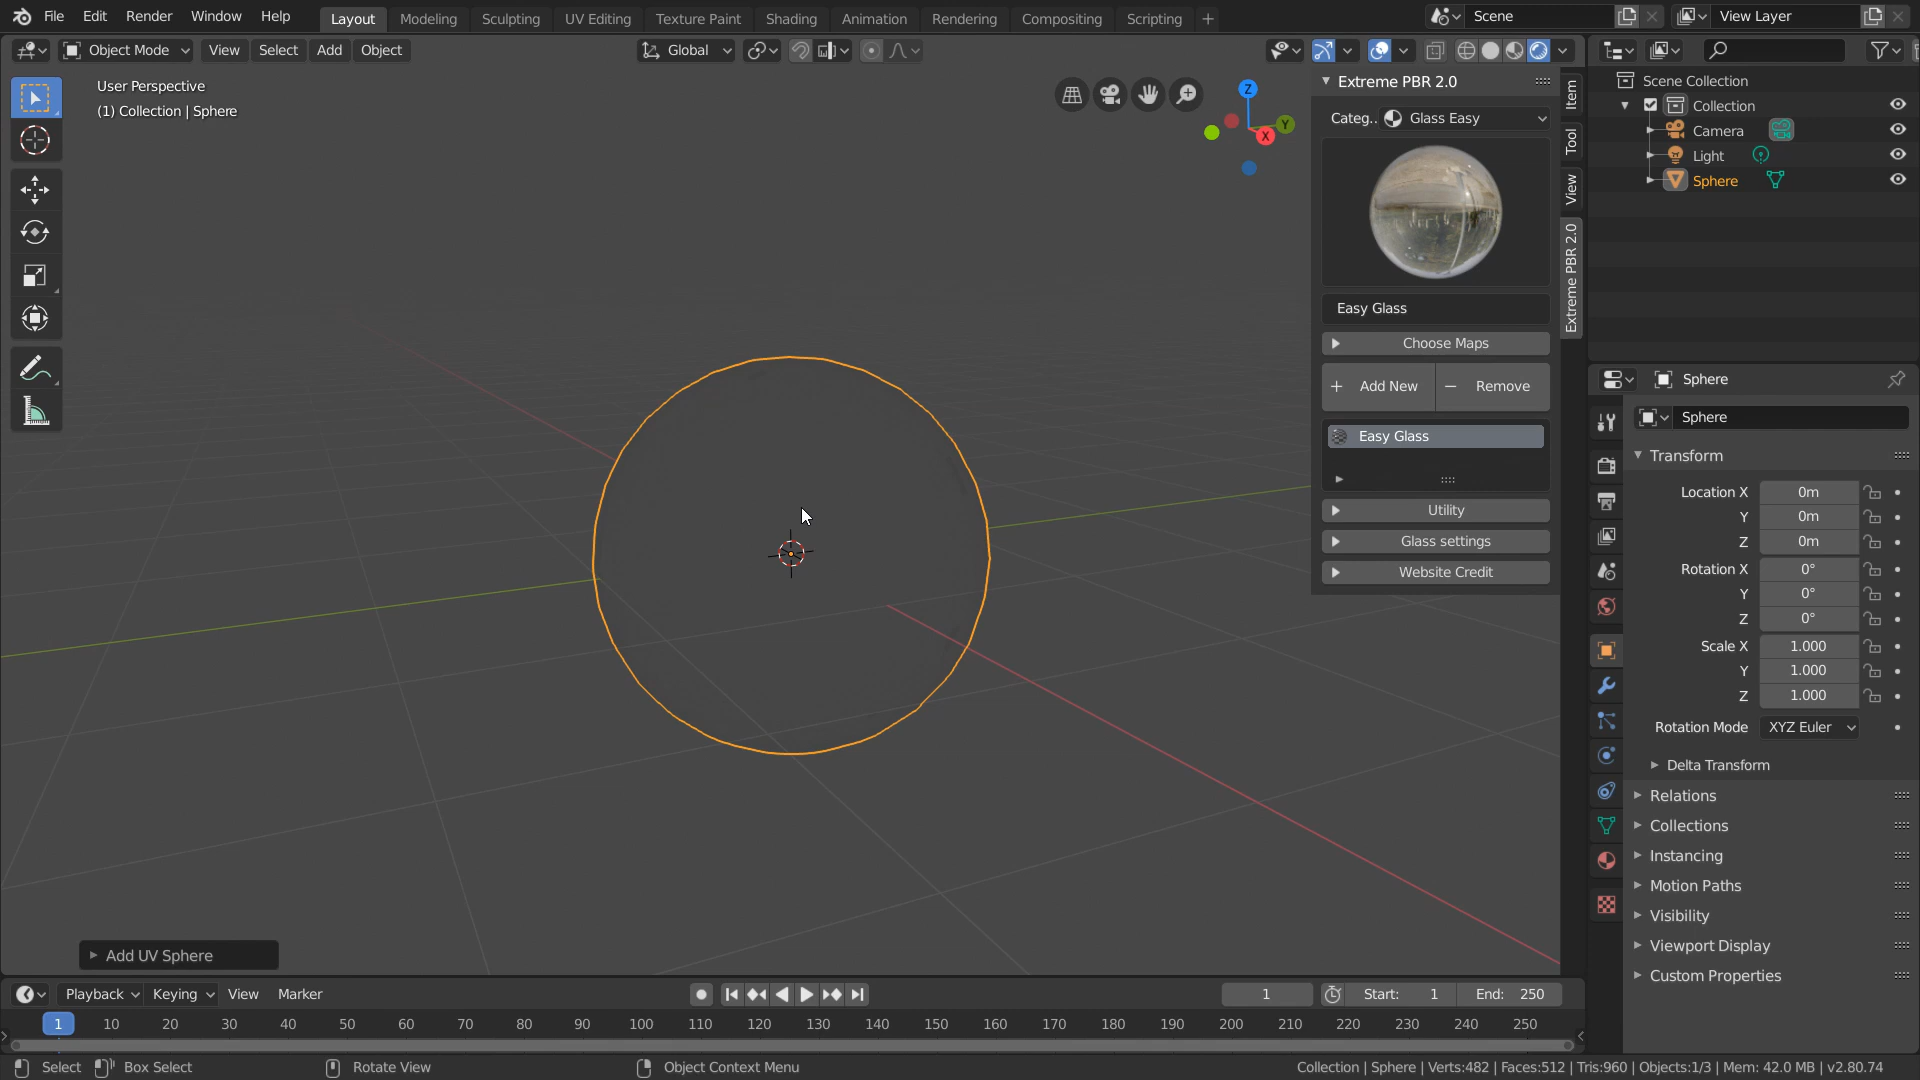 File Edit Render Window Help Layout Modeling Sculpting UV Editing Texture Paint Shading Animation Rendering Compositing Scripting + Scene View Layer
Object Mode View Select Add Object Global
User Perspective
(1) Collection | Sphere
Z
Y
X
Extreme PBR 2.0
Categ.. Glass Easy
Easy Glass
Choose Maps
+ Add New − Remove
Easy Glass
Utility
Glass settings
Website Credit
Item
Tool
View
Extreme PBR 2.0
Scene Collection
Collection
Camera
Light
Sphere
Sphere
Sphere
Transform
Location X 0m
Y 0m
Z 0m
Rotation X 0°
Y 0°
Z 0°
Scale X 1.000
Y 1.000
Z 1.000
Rotation Mode XYZ Euler
Delta Transform
Relations
Collections
Instancing
Motion Paths
Visibility
Viewport Display
Custom Properties
Add UV Sphere
Playback Keying View Marker 1 Start: 1 End: 250
1 10 20 30 40 50 60 70 80 90 100 110 120 130 140 150 160 170 180 190 200 210 220 230 240 250
Select Box Select Rotate View Object Context Menu Collection | Sphere | Verts:482 | Faces:512 | Tris:960 | Objects:1/3 | Mem: 42.0 MB | v2.80.74